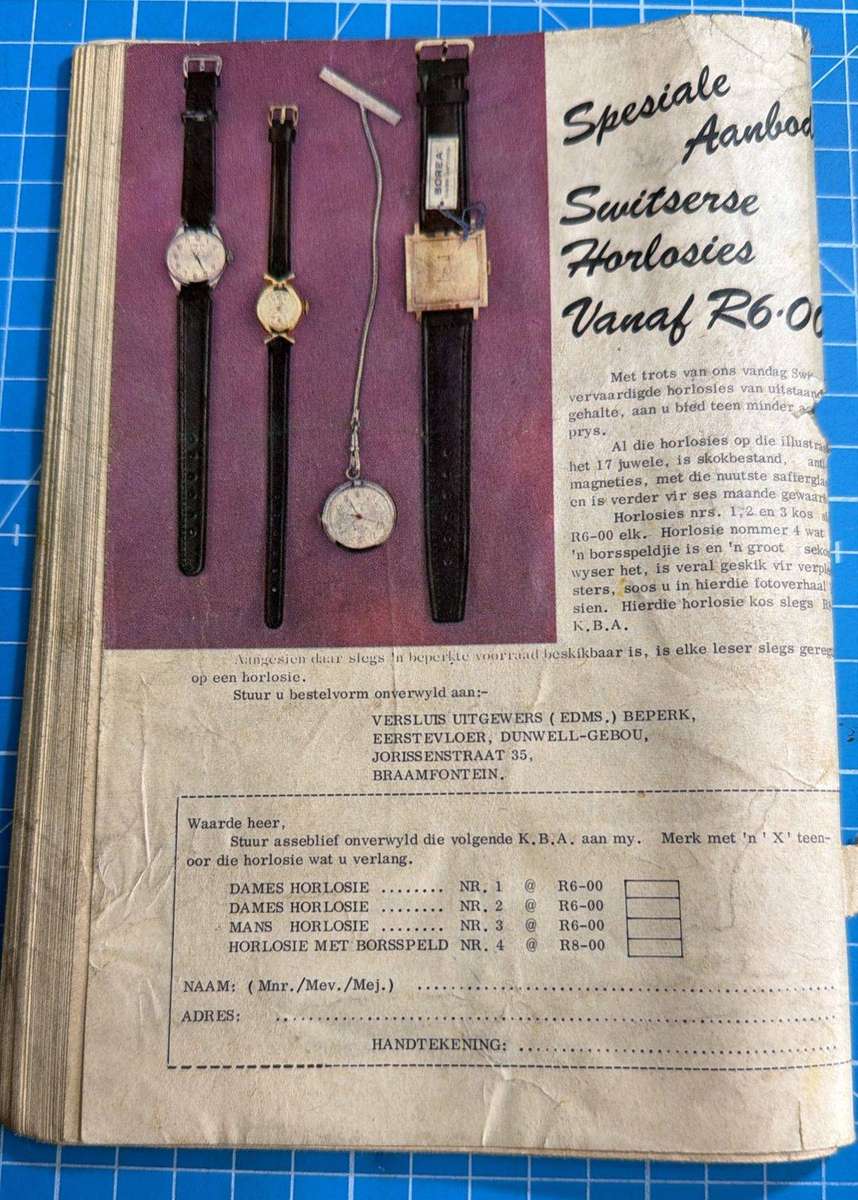 SOREA
Spesiale
Aanbod
Switserse
Horlosies
Vanaf R6·00
Met trots van ons vandag
vervaardigde horlosies van
gehalte, aan u bied teen minder
prys.
Al die horlosies op die
het 17 juwele, is skokbestand,
magneties, met die nuutste
en is verder vir ses maande
Horlosies nrs. 1, 2 en 3 kos
R6-00 elk. Horlosie nommer 4 wat
'n borsspeldjie is en 'n groot
wyser het, is veral geskik vir
sters, soos u in hierdie fotoverhaal
sien. Hierdie horlosie kos slegs
K.B.A.
Aangesien daar slegs 'n beperkte voorraad beskikbaar is, is elke leser slegs
op een horlosie.
Stuur u bestelvorm onverwyld aan:-
VERSLUIS UITGEWERS ( EDMS.) BEPERK,
EERSTEVLOER, DUNWELL-GEBOU,
JORISSENSTRAAT 35,
BRAAMFONTEIN.
Waarde heer,
Stuur asseblief onverwyld die volgende K.B.A. aan my. Merk met 'n ' X' teen-
oor die horlosie wat u verlang.
DAMES HORLOSIE ........ NR. 1 @ R6-00
DAMES HORLOSIE ........ NR. 2 @ R6-00
MANS HORLOSIE ........ NR. 3 @ R6-00
HORLOSIE MET BORSSPELD NR. 4 @ R8-00
NAAM: ( Mnr./Mev./Mej.) ........................................
ADRES: ........................................
HANDTEKENING: ........................................